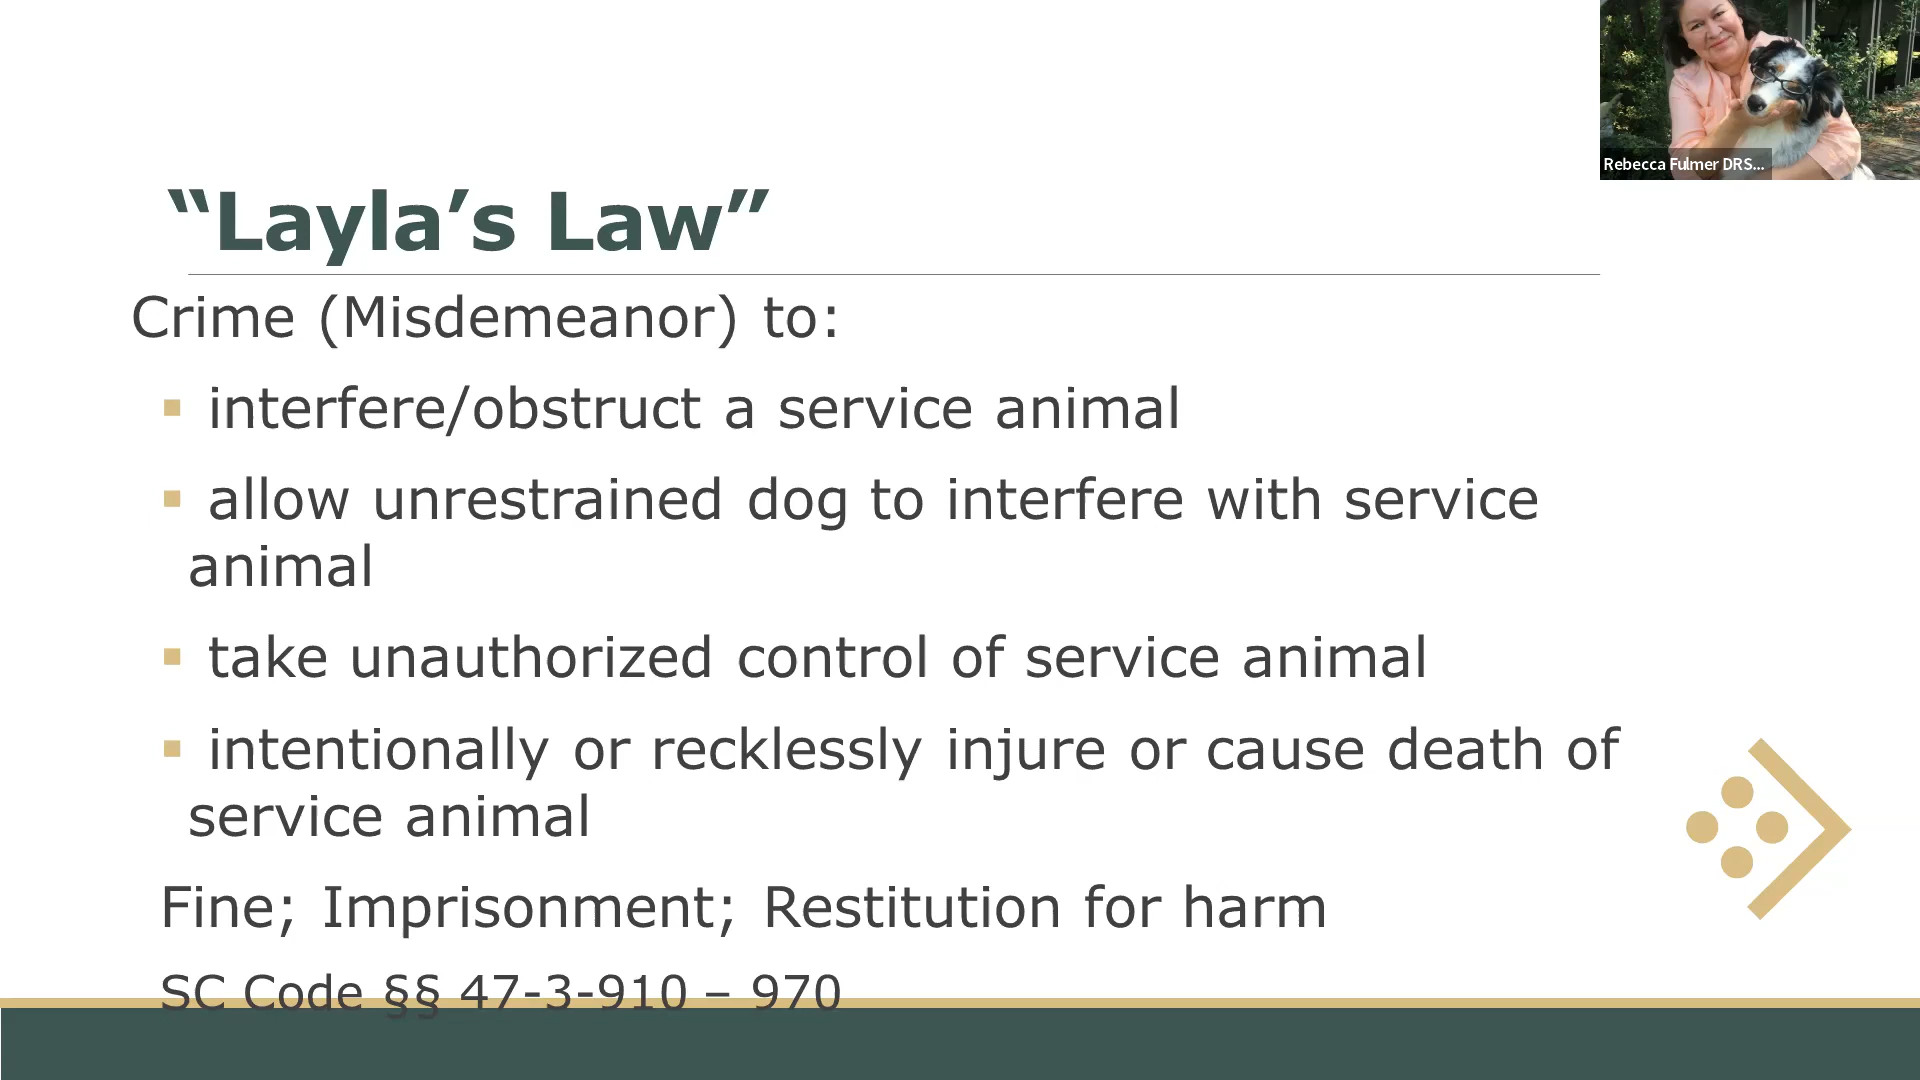 Rebecca Fulmer DRS...
“Layla’s Law”
Crime (Misdemeanor) to:
▪ interfere/obstruct a service animal
▪ allow unrestrained dog to interfere with service
animal
▪ take unauthorized control of service animal
▪ intentionally or recklessly injure or cause death of
service animal
Fine; Imprisonment; Restitution for harm
SC Code §§ 47-3-910 – 970